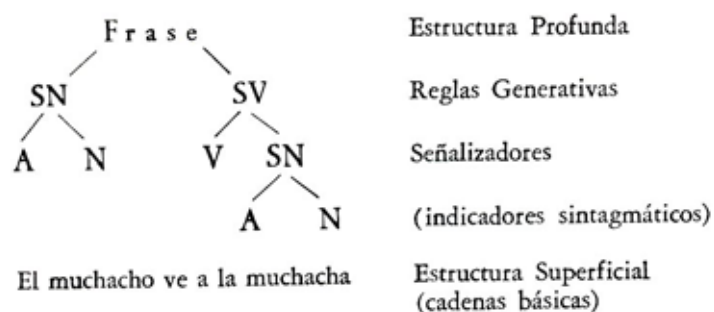 Frase Estructura Profunda
SN SV Reglas Generativas
A N V SN Señalizadores
A N (indicadores sintagmáticos)
El muchacho ve a la muchacha Estructura Superficial
(cadenas básicas)